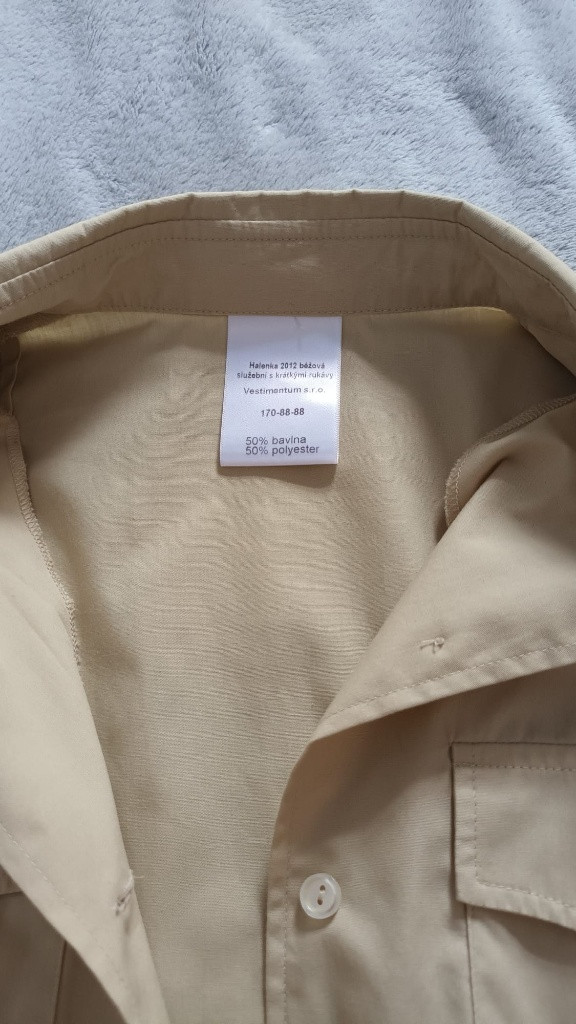 Halenka 2012 béžová
služební s krátkými rukávy
Vestimentum s.r.o.
170-88-88
50% bavlna
50% polyester